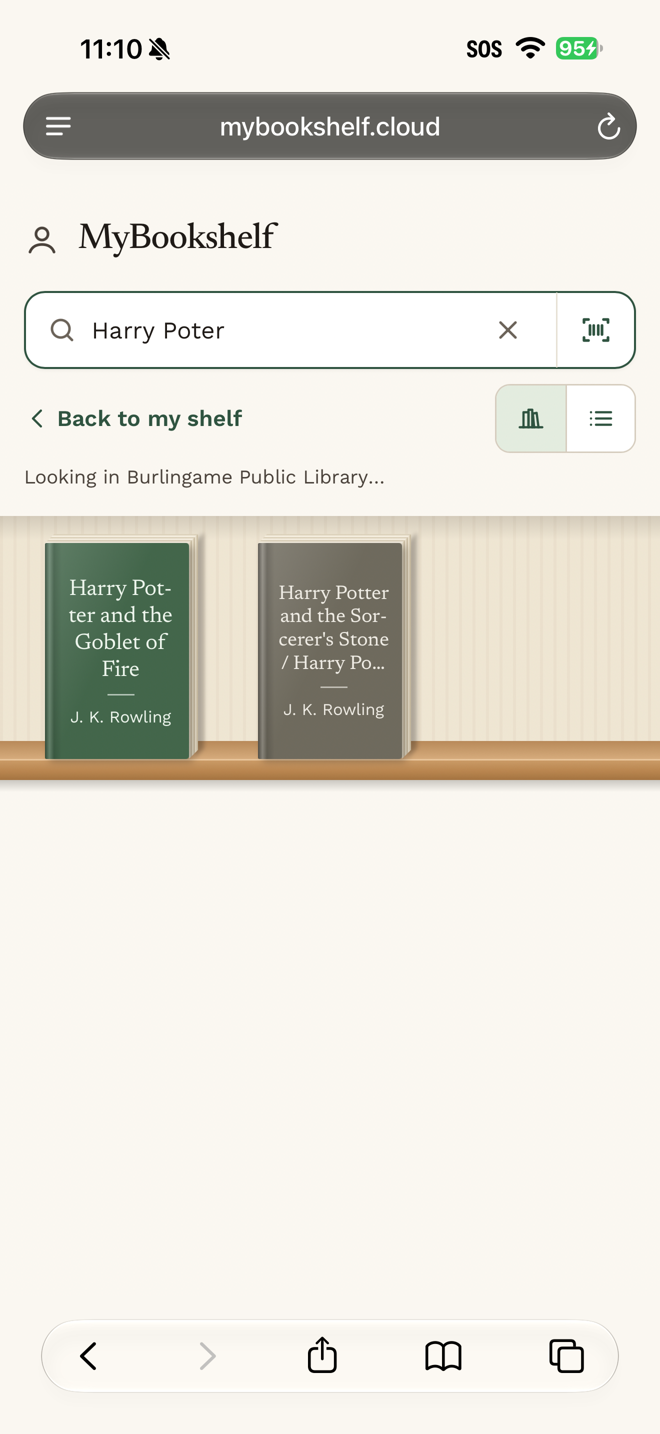 11:10
SOS
95
mybookshelf.cloud
MyBookshelf
Harry Poter
Back to my shelf
Looking in Burlingame Public Library...
Harry Pot-
ter and the
Goblet of
Fire
J. K. Rowling
Harry Potter
and the Sor-
cerer's Stone
/ Harry Po...
J. K. Rowling